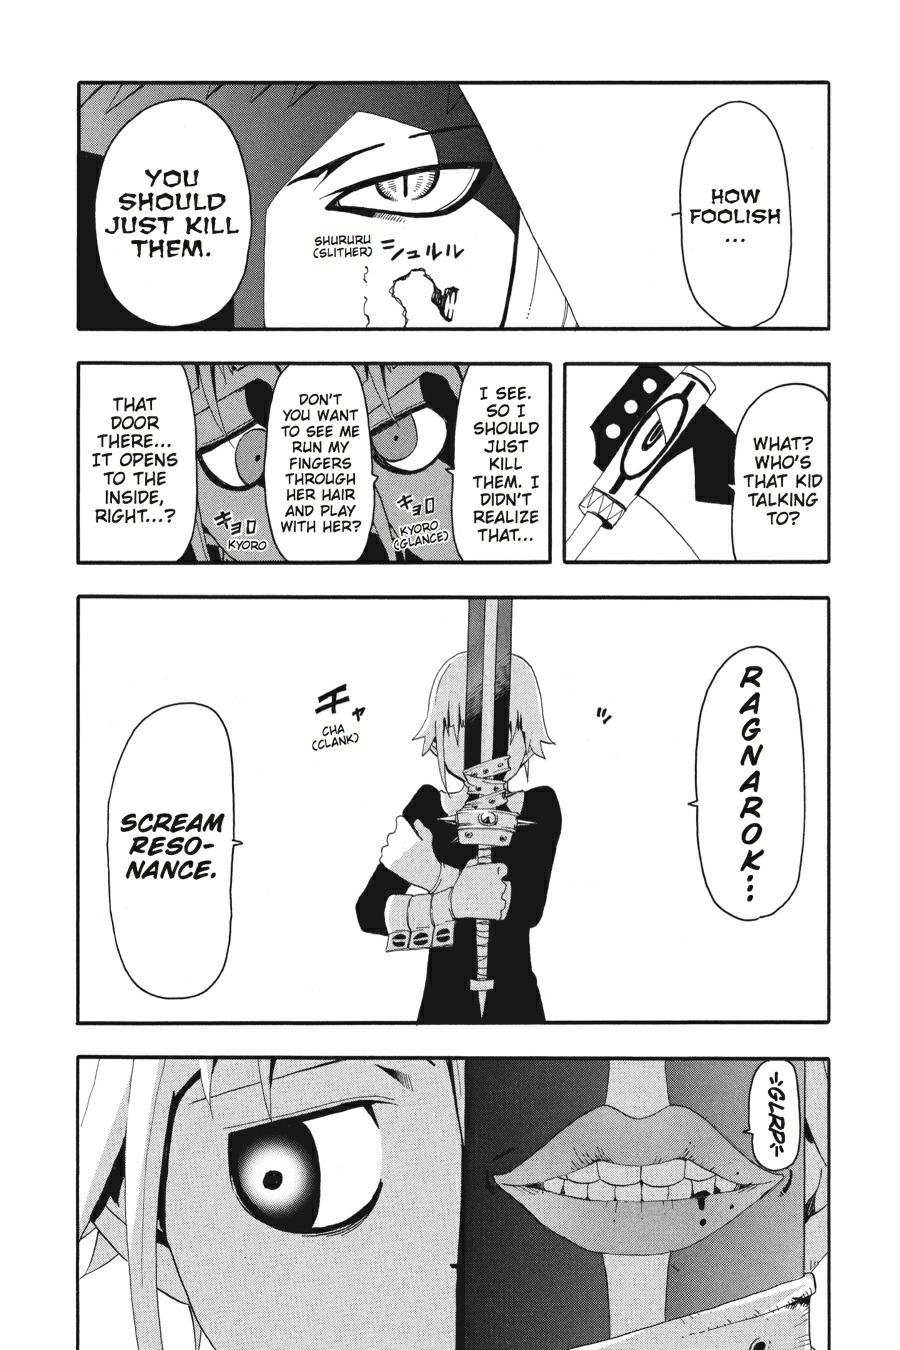 HOW
FOOLISH
...
シュルル
SHURURU
(SLITHER)
YOU
SHOULD
JUST KILL
THEM.
WHAT?
WHO'S
THAT KID
TALKING
TO?
I SEE.
SO I
SHOULD
JUST
KILL
THEM. I
DIDN'T
REALIZE
THAT...
キョロ
KYORO
(GLANCE)
DON'T
YOU WANT
TO SEE ME
RUN MY
FINGERS
THROUGH
HER HAIR
AND PLAY
WITH HER?
キョロ
KYORO
THAT
DOOR
THERE...
IT OPENS
TO THE
INSIDE,
RIGHT...?
RAGNAROK...
チャッ
CHA
(CLANK)
SCREAM
RESO-
NANCE.
GLRP